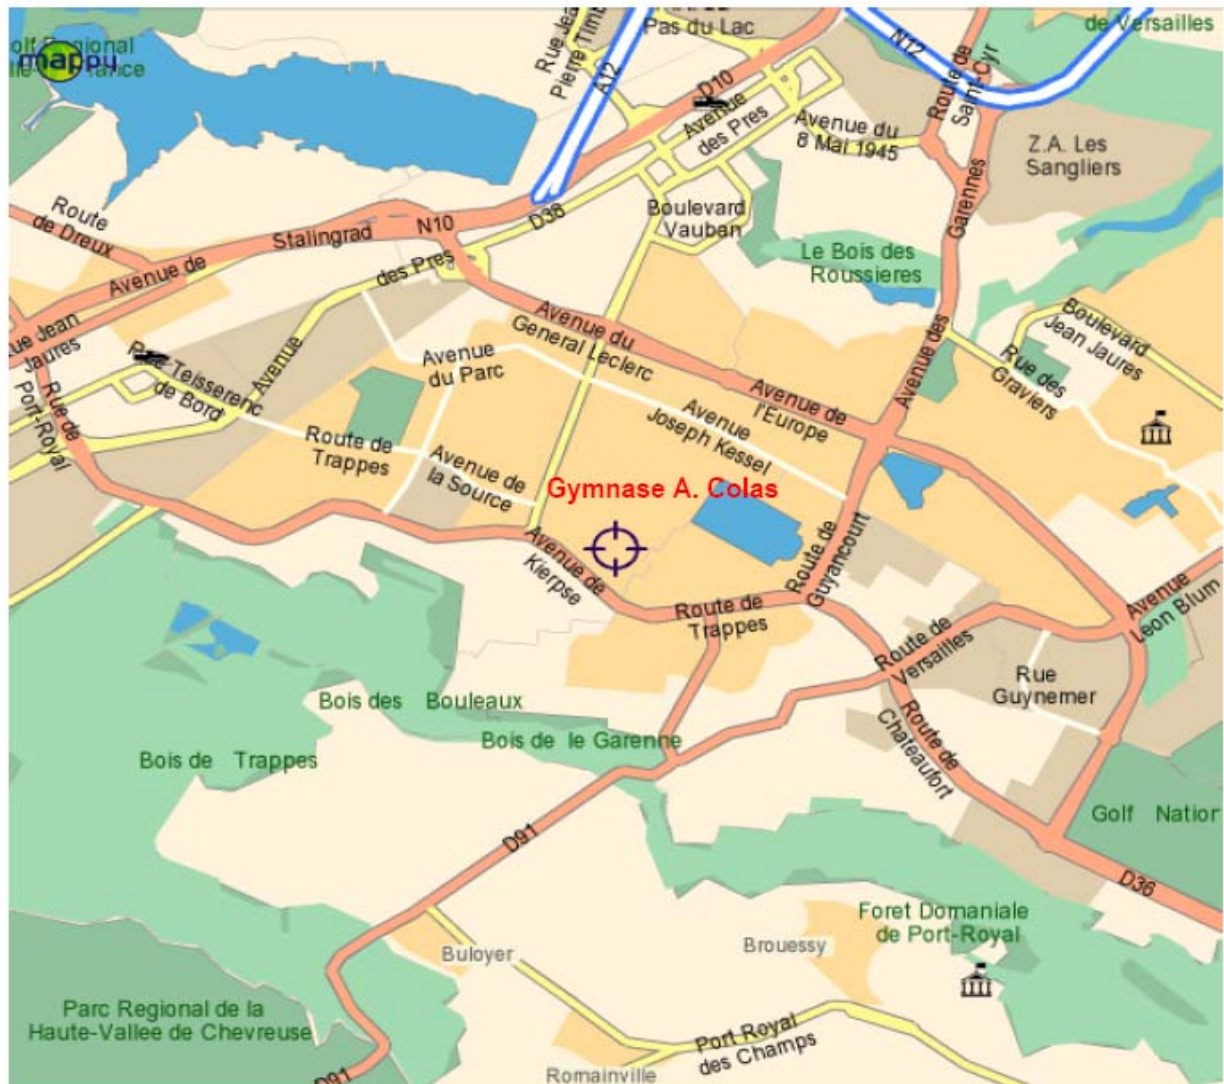 Pas du Lac
de Versailles
olf Regional
mappy
Rue Jea
Pierre Timb
A12
N12
Route de
Saint-Cyr
D10
Avenue
des Pres
Avenue du
8 Mai 1945
Z.A. Les
Sangliers
Route
de Dreux
Stalingrad
N10
D38
Boulevard
Vauban
Garennes
Avenue de
des Pres
Le Bois des
Roussieres
ue Jean
Jaures
Parc Teisserenc
de Bord
Avenue
Avenue du
General Leclerc
Avenue
du Parc
Avenue des
Boulevard
Jean Jaures
Rue des
Graviers
Rue de
Port-Royal
Route de
Trappes
Avenue de
la Source
Avenue
Joseph Kessel
Avenue de
l'Europe
Gymnase A. Colas
Avenue de
Kierpse
Route de
Guyancourt
Route de
Trappes
Avenue
Leon Blum
Route de
Versailles
Rue
Guynemer
Bois des Bouleaux
Bois de le Garenne
Bois de Trappes
Route de
Chateaufort
Golf Nation
D91
D36
Foret Domaniale
de Port-Royal
Buloyer
Brouessy
Parc Regional de la
Haute-Vallee de Chevreuse
Port Royal
des Champs
Romainville
D91